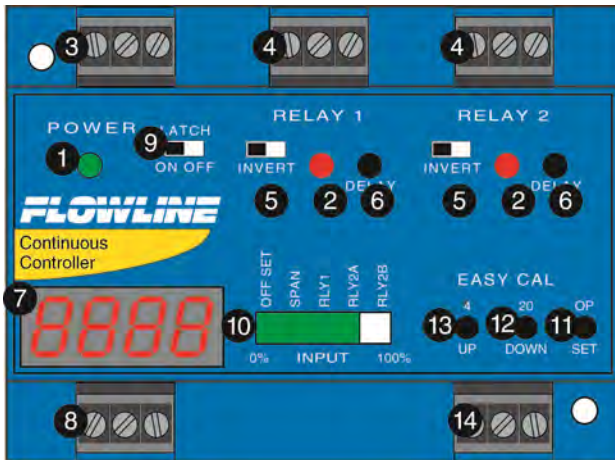 3
4
4
RELAY 1
RELAY 2
POWER
9
LATCH
1
ON OFF
INVERT
DELAY
INVERT
DELAY
5
2
6
5
2
6
FLOWLINE
Continuous
Controller
OFF SET
SPAN
RLY1
RLY2A
RLY2B
EASY CAL
7
8888
10
13
4
12
20
11
OP
UP
DOWN
SET
0%
INPUT
100%
8
14